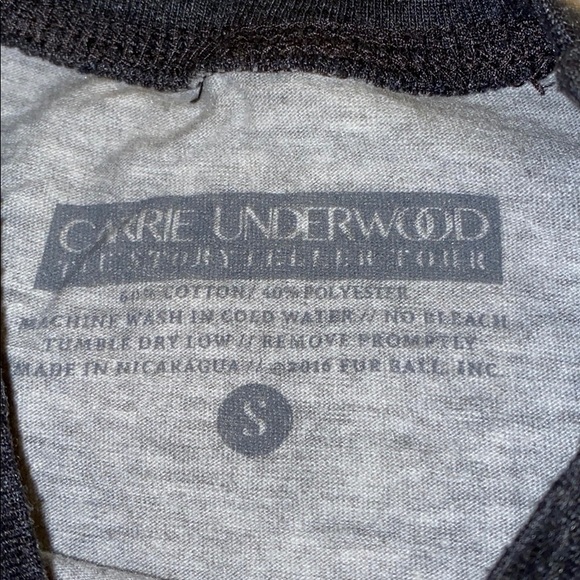 CARRIE UNDERWOOD
THE STORYTELLER TOUR
60% COTTON/ 40% POLYESTER
MACHINE WASH IN COLD WATER // NO BLEACH
TUMBLE DRY LOW // REMOVE PROMPTLY
MADE IN NICARAGUA // ©2016 FUR BALL, INC.
S